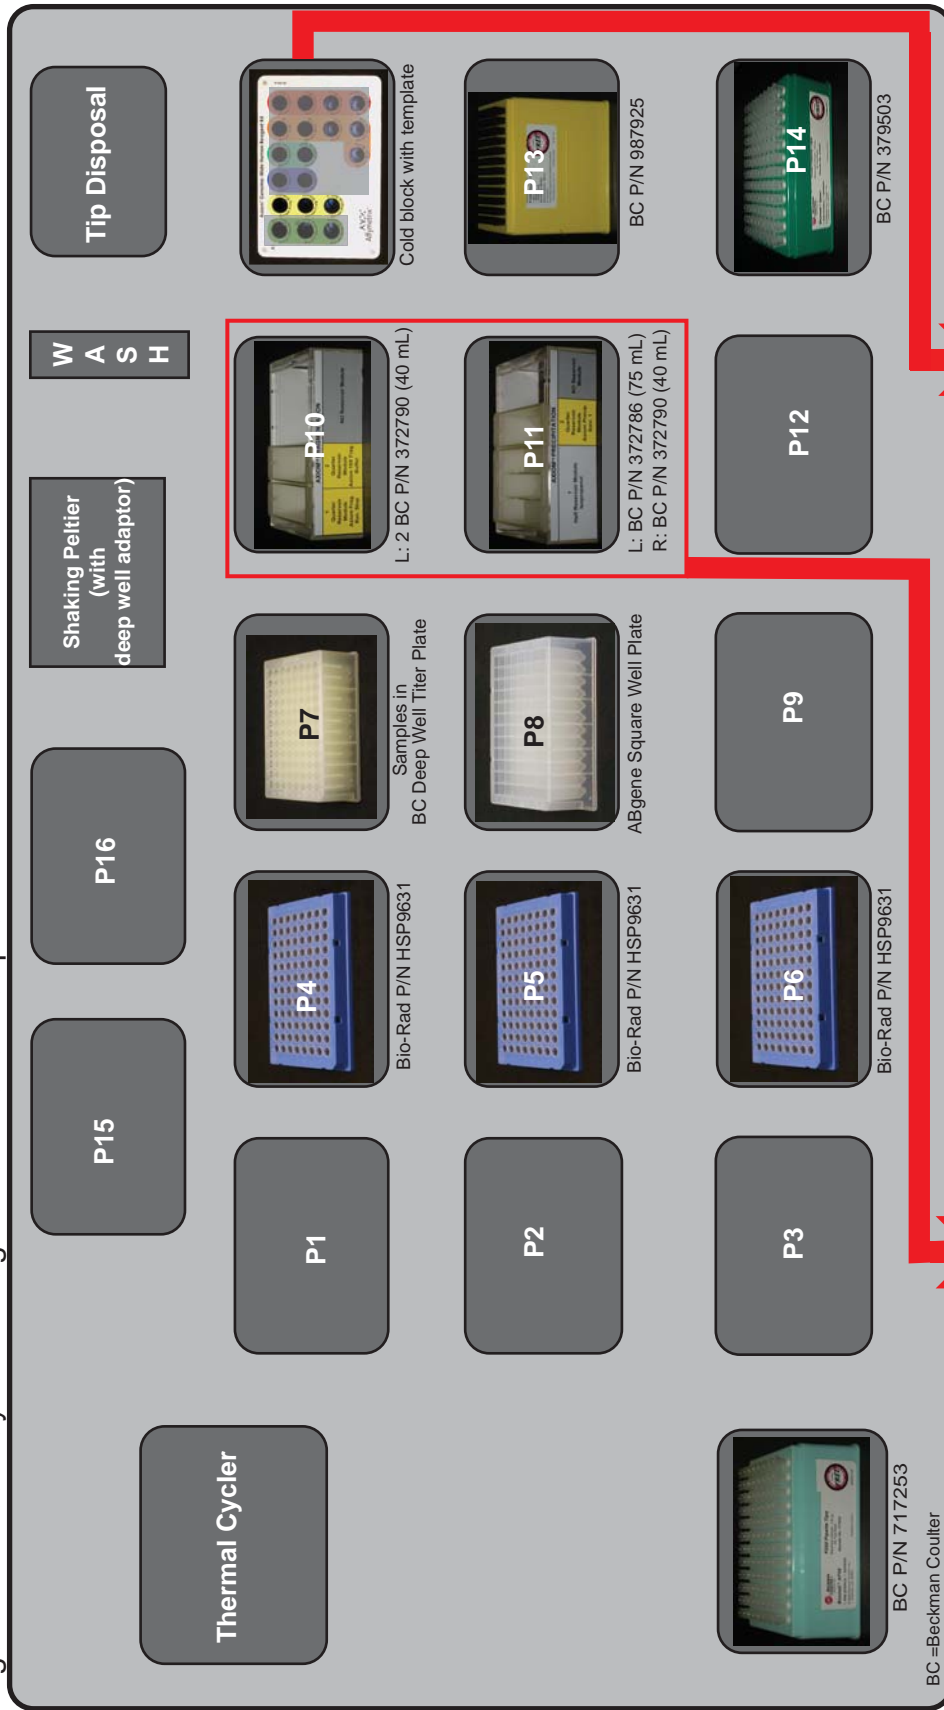 Thermal Cycler
P15
P16
Shaking Peltier
(with
deep well adaptor)
W
A
S
H
Tip Disposal
P1
P4
Bio-Rad P/N HSP9631
P7
Samples in
BC Deep Well Titer Plate
P10
L: 2 BC P/N 372790 (40 mL)
Cold block with template
P2
P5
Bio-Rad P/N HSP9631
P8
ABgene Square Well Plate
P11
L: BC P/N 372786 (75 mL)
R: BC P/N 372790 (40 mL)
P13
BC P/N 987925
BC P/N 717253
P3
P6
Bio-Rad P/N HSP9631
P9
P12
P14
BC P/N 379503
BC =Beckman Coulter